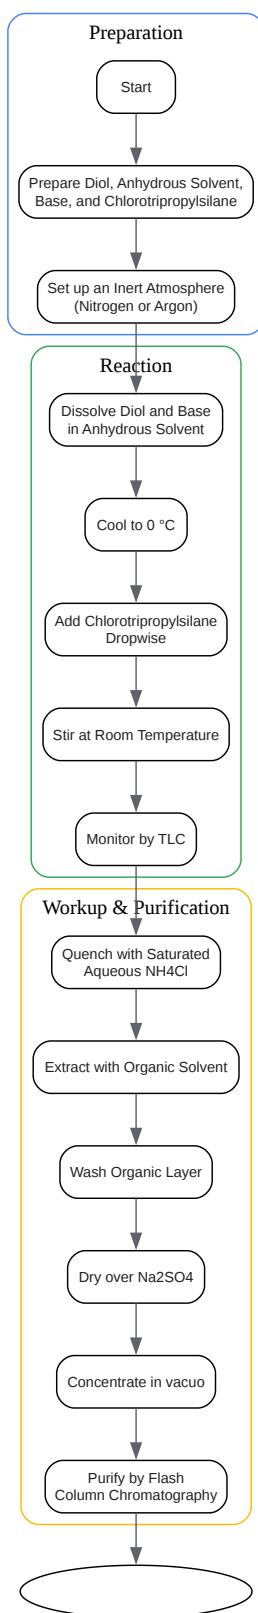 Preparation
Start
Prepare Diol, Anhydrous Solvent,
Base, and Chlorotripropylsilane
Set up an Inert Atmosphere
(Nitrogen or Argon)
Reaction
Dissolve Diol and Base
in Anhydrous Solvent
Cool to 0 °C
Add Chlorotripropylsilane
Dropwise
Stir at Room Temperature
Monitor by TLC
Workup & Purification
Quench with Saturated
Aqueous NH4Cl
Extract with Organic Solvent
Wash Organic Layer
Dry over Na2SO4
Concentrate in vacuo
Purify by Flash
Column Chromatography